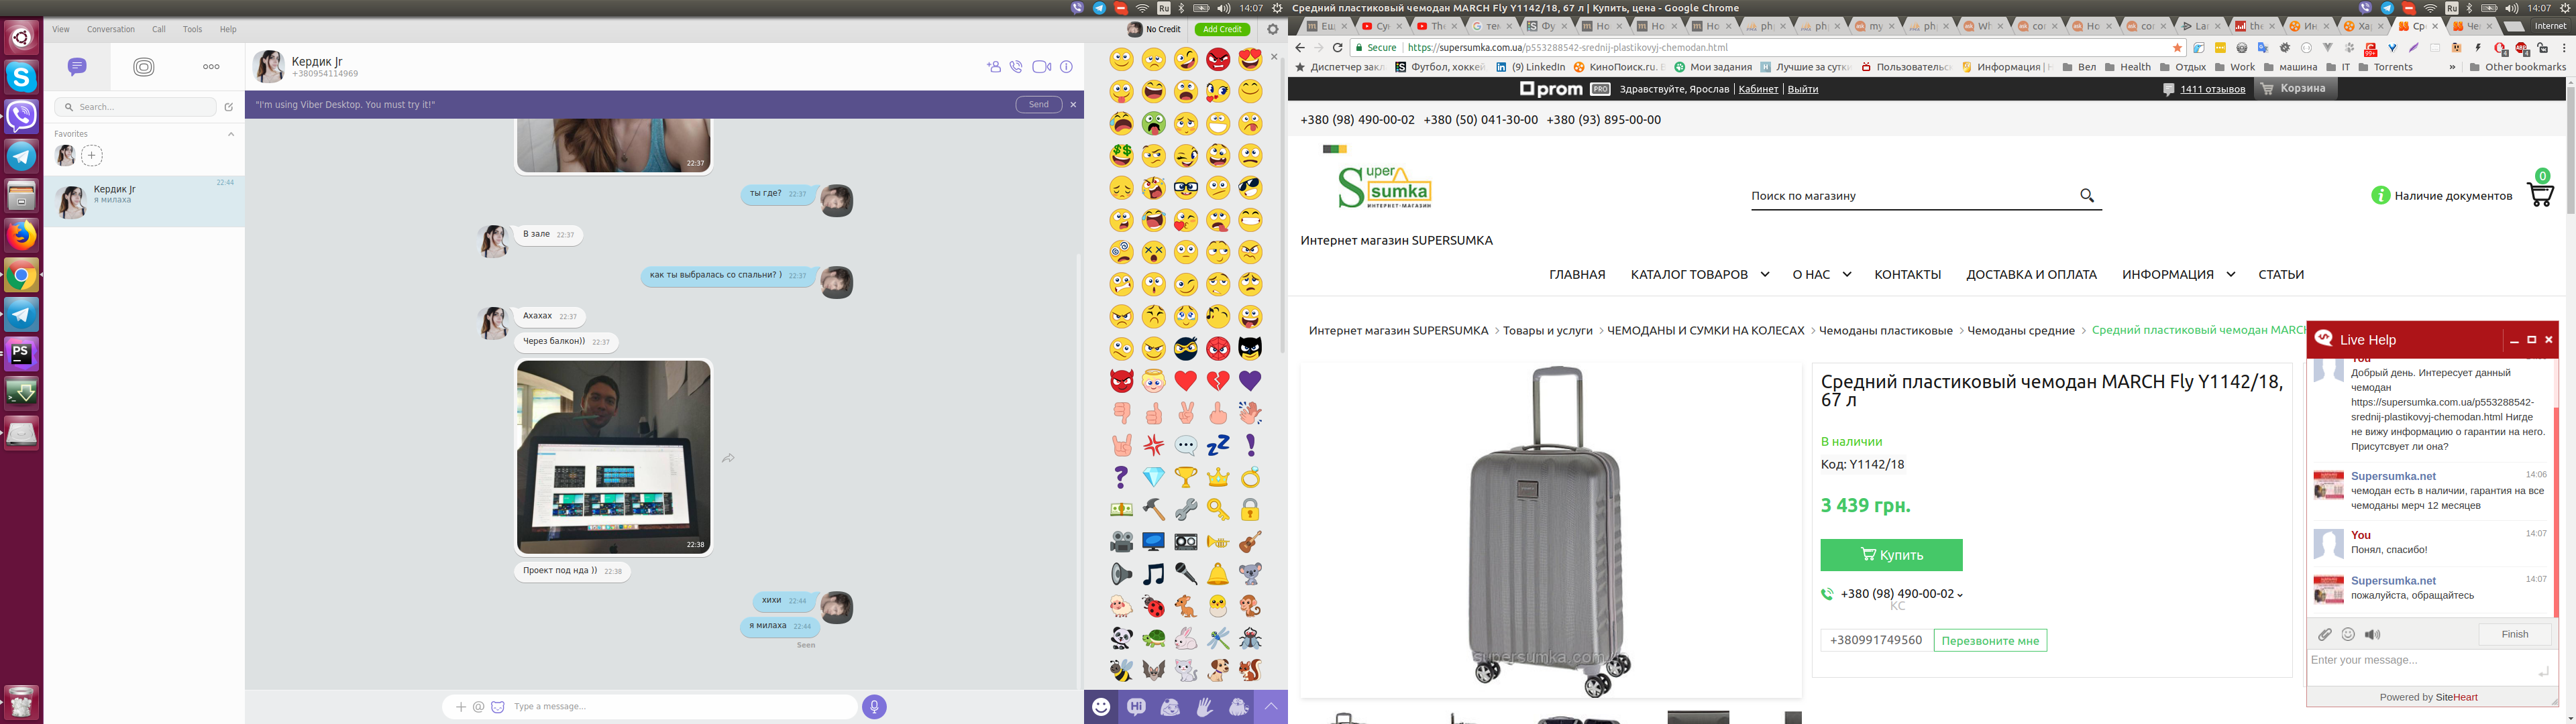 Ru
14:07
View Conversation Call Tools Help
No Credit
Add Credit
Search...
Favorites
Кердик Jr
22:44
я милаха
Кердик Jr
+380954114969
"I'm using Viber Desktop. You must try it!"
Send
22:37
ты где? 22:37
В зале 22:37
как ты выбралась со спальни? ) 22:37
Ахахах 22:37
Через балкон)) 22:37
22:38
Проект под нда )) 22:38
хихи 22:44
я милаха 22:44
Seen
Type a message...
Hi
PS
Средний пластиковый чемодан MARCH Fly Y1142/18, 67 л | Купить, цена - Google Chrome
Ru
14:07
Internet
Secure
https://supersumka.com.ua/p553288542-srednij-plastikovyj-chemodan.html
Диспетчер закл
Футбол, хоккей
(9) LinkedIn
КиноПоиск.ru.
Мои задания
Лучшие за сутки
Пользовательс
Информация |
Вел
Health
Отдых
Work
машина
IT
Torrents
»
Other bookmarks
prom PRO
Здравствуйте, Ярослав | Кабинет | Выйти
1411 отзывов
Корзина
+380 (98) 490-00-02 +380 (50) 041-30-00 +380 (93) 895-00-00
Super sumka
ИНТЕРНЕТ-МАГАЗИН
Поиск по магазину
Наличие документов
0
Интернет магазин SUPERSUMKA
ГЛАВНАЯ КАТАЛОГ ТОВАРОВ О НАС КОНТАКТЫ ДОСТАВКА И ОПЛАТА ИНФОРМАЦИЯ СТАТЬИ
Интернет магазин SUPERSUMKA > Товары и услуги > ЧЕМОДАНЫ И СУМКИ НА КОЛЕСАХ > Чемоданы пластиковые > Чемоданы средние > Средний пластиковый чемодан MARCH
supersumka.com
Средний пластиковый чемодан MARCH Fly Y1142/18,
67 л
В наличии
Код: Y1142/18
3 439 грн.
Купить
+380 (98) 490-00-02
КС
+380991749560
Перезвоните мне
Live Help
You
Добрый день. Интересует данный
чемодан
https://supersumka.com.ua/p553288542-
srednij-plastikovyj-chemodan.html Нигде
не вижу информацию о гарантии на него.
Присутсвует ли она?
Supersumka.net 14:06
чемодан есть в наличии, гарантия на все
чемоданы мерч 12 месяцев
You 14:07
Понял, спасибо!
Supersumka.net 14:07
пожалуйста, обращайтесь
Finish
Enter your message...
Powered by SiteHeart